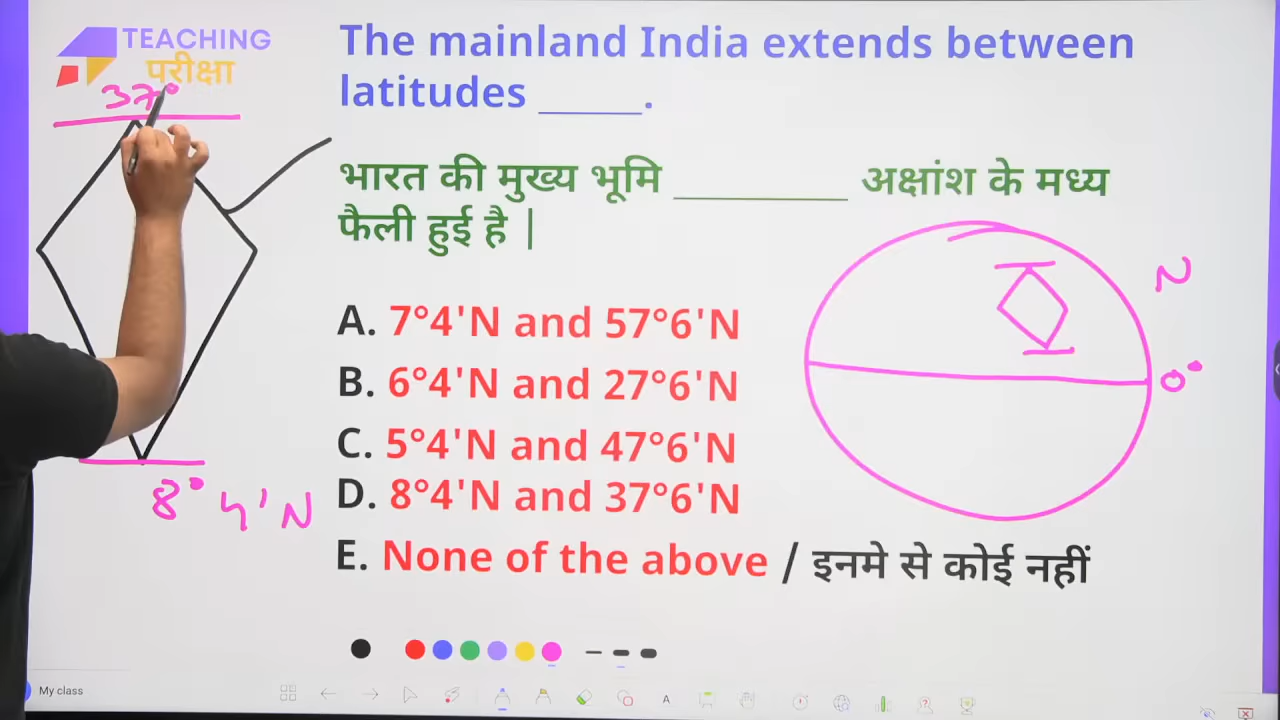 TEACHING
परीक्षा
The mainland India extends between
latitudes _____.
भारत की मुख्य भूमि ________ अक्षांश के मध्य
फैली हुई है |
A. 7°4'N and 57°6'N
B. 6°4'N and 27°6'N
C. 5°4'N and 47°6'N
D. 8°4'N and 37°6'N
E. None of the above / इनमे से कोई नहीं
37°
8° 4' N
N
0°
A
My class